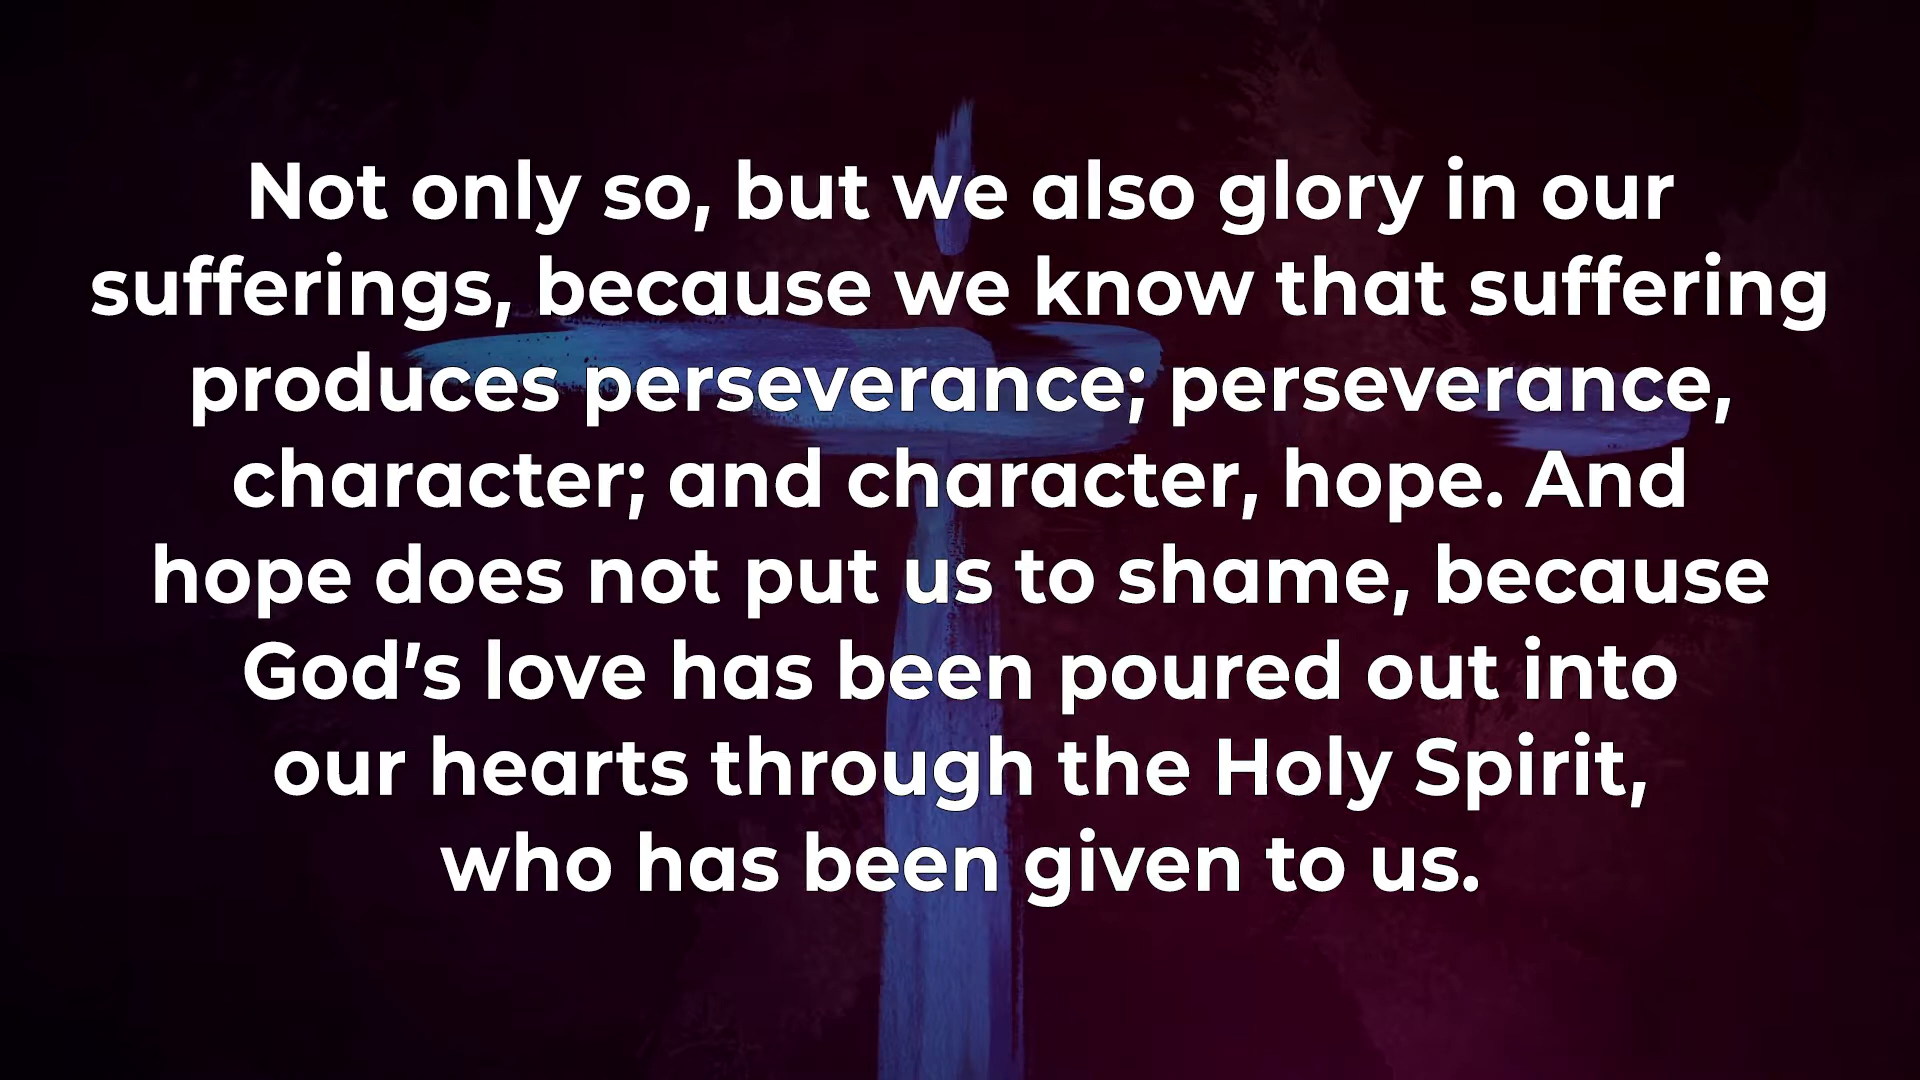 Not only so, but we also glory in our
sufferings, because we know that suffering
produces perseverance; perseverance,
character; and character, hope. And
hope does not put us to shame, because
God’s love has been poured out into
our hearts through the Holy Spirit,
who has been given to us.